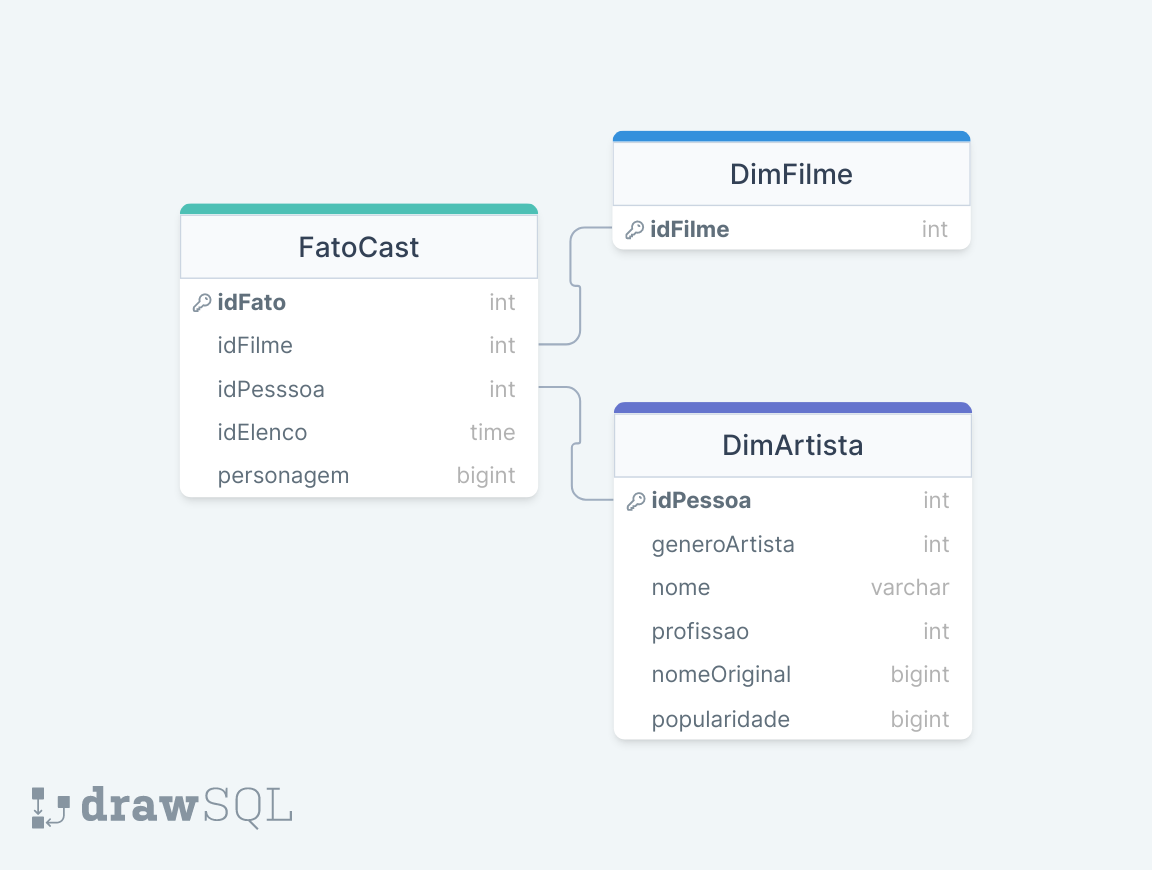 FatoCast
idFato int
idFilme int
idPesssoa int
idElenco time
personagem bigint
DimFilme
idFilme int
DimArtista
idPessoa int
generoArtista int
nome varchar
profissao int
nomeOriginal bigint
popularidade bigint
drawSQL